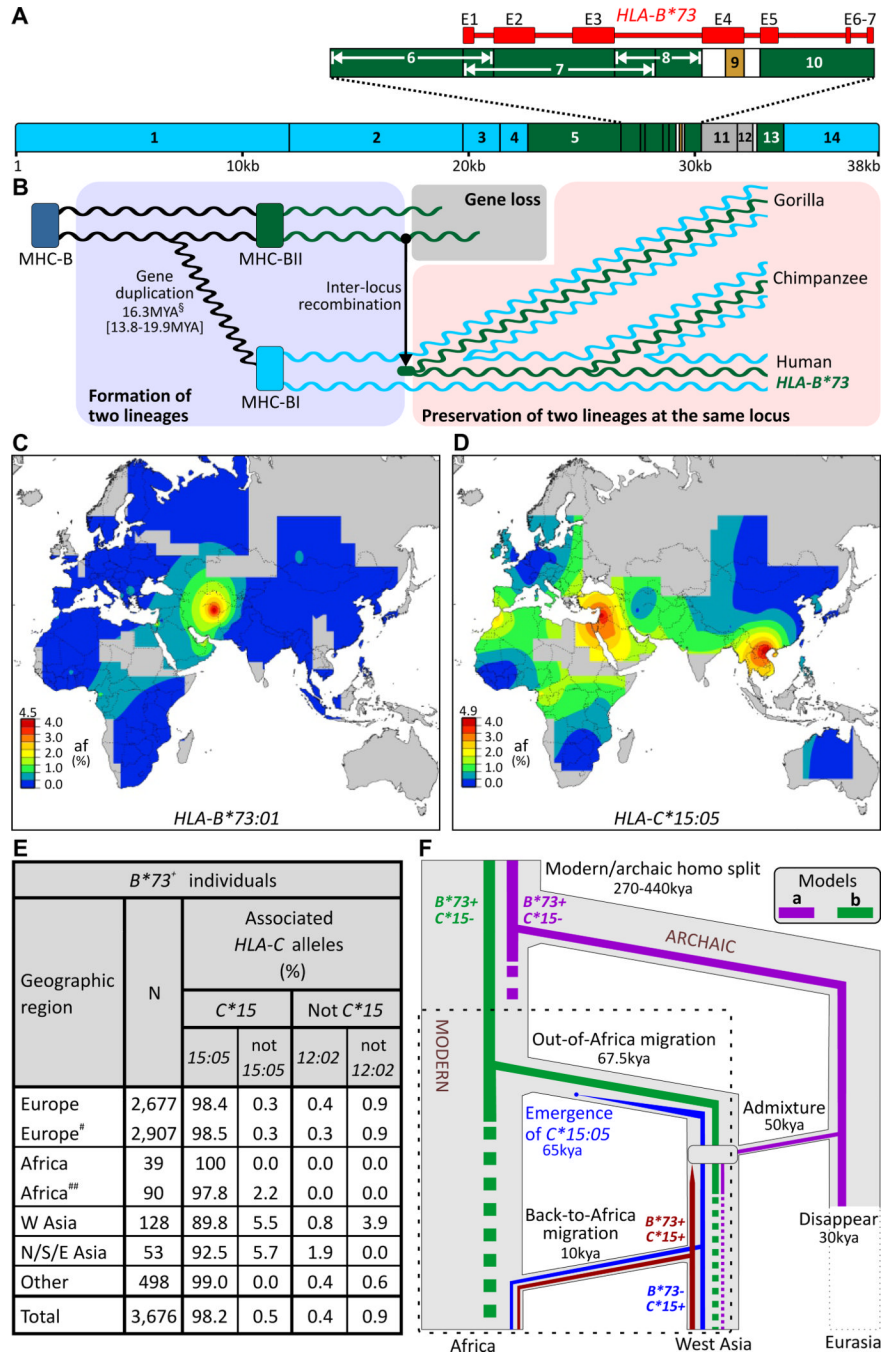 A
HLA-B*73
E1 E2 E3 E4 E5 E6-7
6 7 8 9 10
1 2 3 4 5 11 12 13 14
1 10kb 20kb 30kb 38kb
B
Gene loss
Gorilla
MHC-B
MHC-BII
Gene
duplication
16.3MYA§
[13.8-19.9MYA]
Inter-locus
recombination
Chimpanzee
MHC-BI
Human
HLA-B*73
Formation of
two lineages
Preservation of two lineages at the same locus
C
4.5
4.0
3.0
2.0
1.0
0.0
af
(%)
HLA-B*73:01
D
4.9
4.0
3.0
2.0
1.0
0.0
af
(%)
HLA-C*15:05
E
B*73+ individuals
Geographic
region
N
Associated
HLA-C alleles
(%)
C*15 Not C*15
15:05 not
15:05 12:02 not
12:02
Europe 2,677 98.4 0.3 0.4 0.9
Europe# 2,907 98.5 0.3 0.3 0.9
Africa 39 100 0.0 0.0 0.0
Africa## 90 97.8 2.2 0.0 0.0
W Asia 128 89.8 5.5 0.8 3.9
N/S/E Asia 53 92.5 5.7 1.9 0.0
Other 498 99.0 0.0 0.4 0.6
Total 3,676 98.2 0.5 0.4 0.9
F
Modern/archaic homo split
270-440kya
Models
a b
B*73+
C*15-
B*73+
C*15-
ARCHAIC
MODERN
Out-of-Africa migration
67.5kya
Emergence
of C*15:05
65kya
Admixture
50kya
Back-to-Africa
migration
10kya
B*73+
C*15+
Disappear
30kya
B*73-
C*15+
Africa West Asia Eurasia